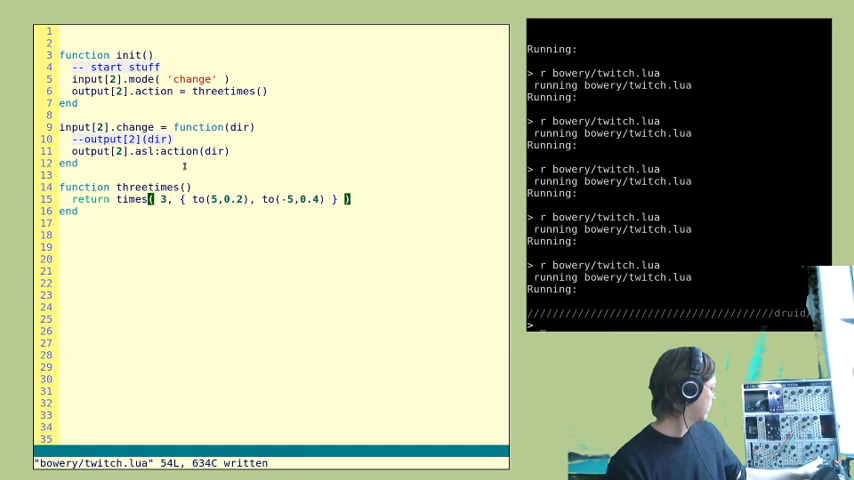 1
2
3 function init()
4 -- start stuff
5 input[2].mode( 'change' )
6 output[2].action = threetimes()
7 end
8
9 input[2].change = function(dir)
10 --output[2](dir)
11 output[2].asl:action(dir)
12 end
13
14 function threetimes()
15 return times( 3, { to(5,0.2), to(-5,0.4) } )
16 end
17
18
19
20
21
22
23
24
25
26
27
28
29
30
31
32
33
34
35
"bowery/twitch.lua" 54L, 634C written
Running:
> r bowery/twitch.lua
running bowery/twitch.lua
Running:
> r bowery/twitch.lua
running bowery/twitch.lua
Running:
> r bowery/twitch.lua
running bowery/twitch.lua
Running:
> r bowery/twitch.lua
running bowery/twitch.lua
Running:
> r bowery/twitch.lua
running bowery/twitch.lua
Running:
///////////////////////////////////////druid/
> _